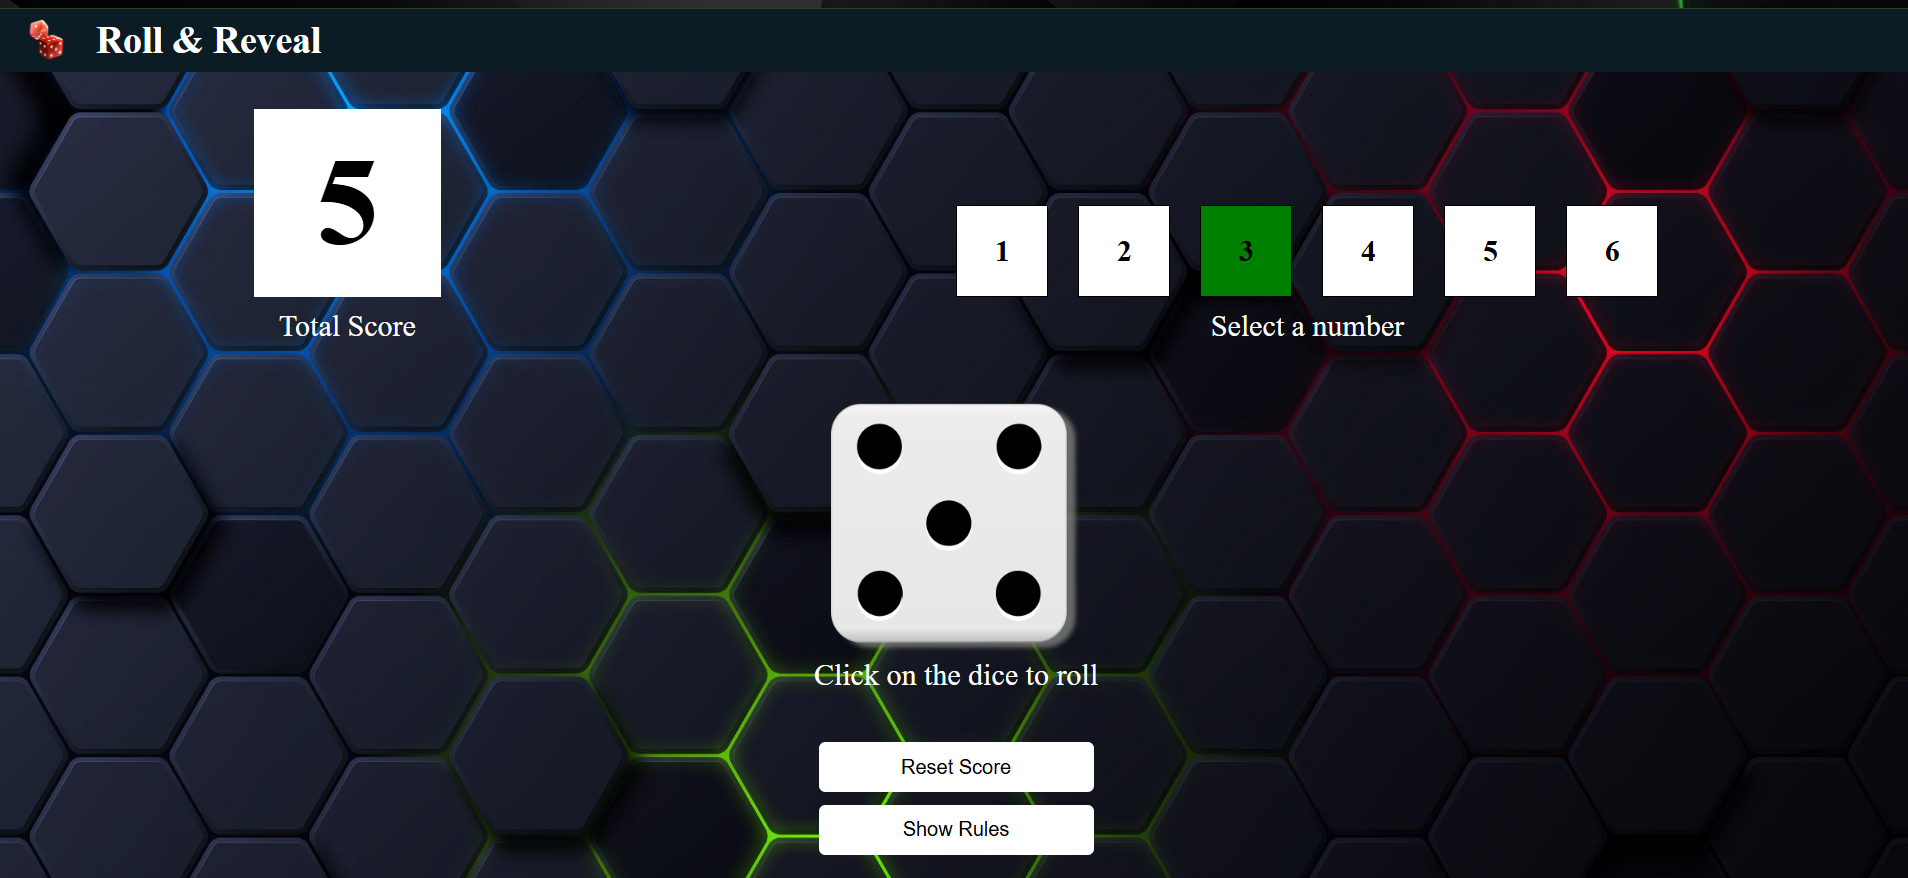 Roll & Reveal
5
Total Score
1 2 3 4 5 6
Select a number
Click on the dice to roll
Reset Score
Show Rules